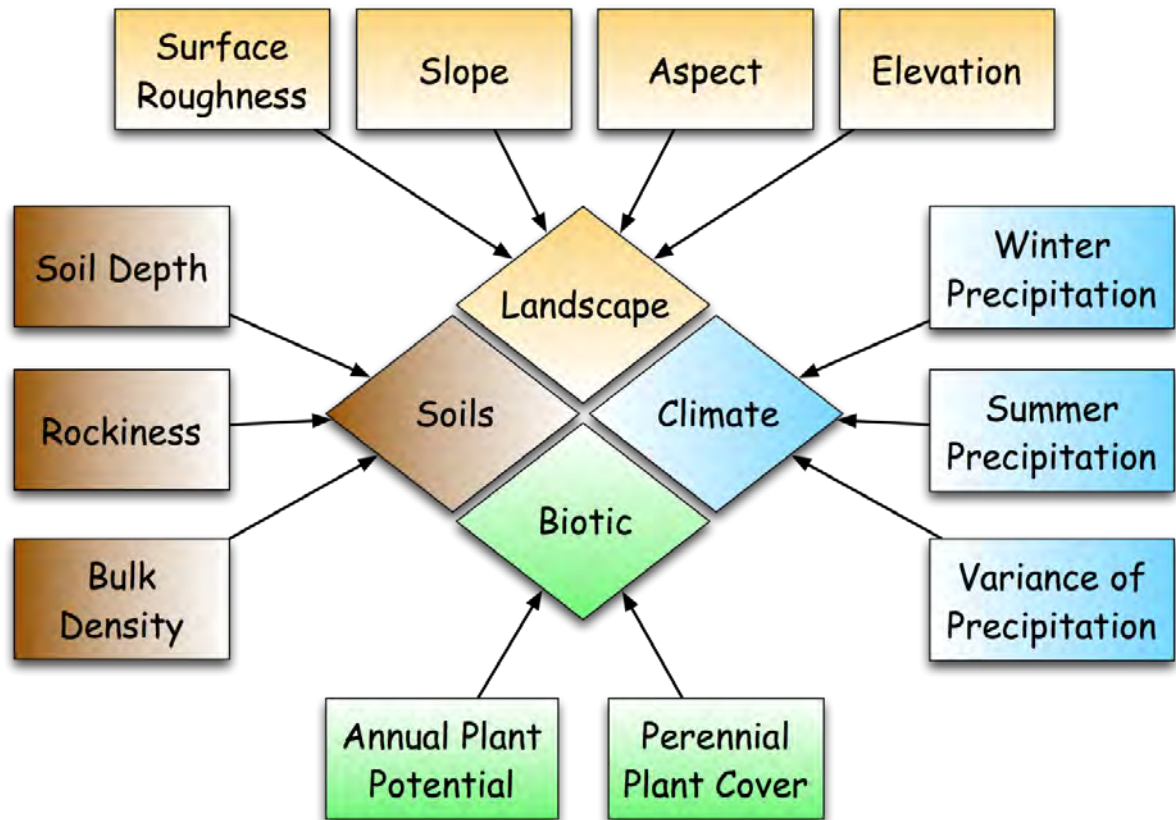 Surface
Roughness
Slope
Aspect
Elevation
Soil Depth
Landscape
Winter
Precipitation
Rockiness
Soils
Climate
Summer
Precipitation
Biotic
Bulk
Density
Variance of
Precipitation
Annual Plant
Potential
Perennial
Plant Cover